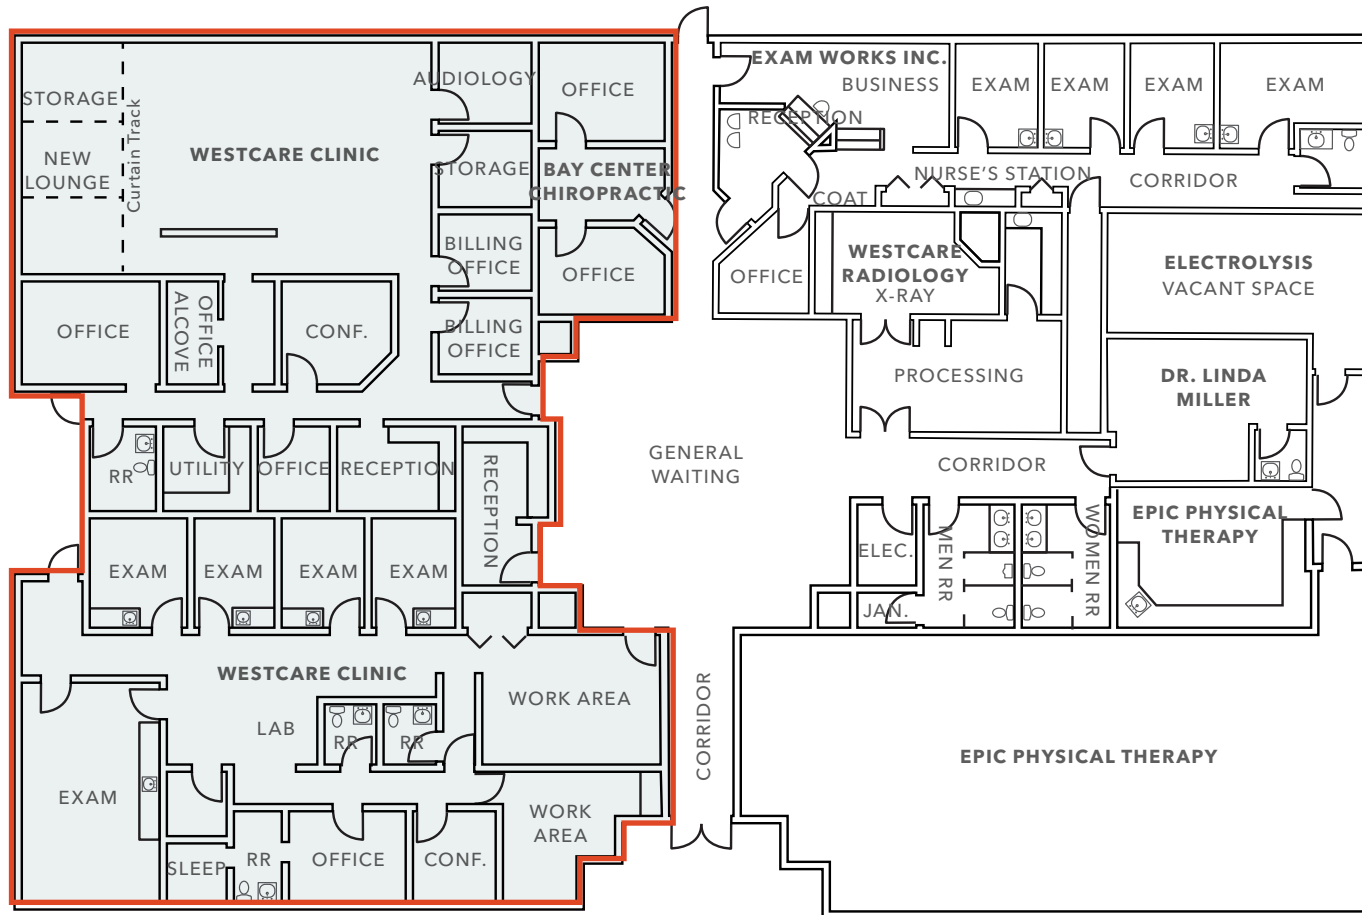 EXAM WORKS INC.
BUSINESS
RECEPTION
EXAM
EXAM
EXAM
EXAM
NURSE'S STATION
CORRIDOR
COAT
OFFICE
WESTCARE
RADIOLOGY
X-RAY
ELECTROLYSIS
VACANT SPACE
PROCESSING
DR. LINDA
MILLER
STORAGE
NEW
LOUNGE
Curtain Track
WESTCARE CLINIC
AUDIOLOGY
OFFICE
STORAGE
BAY CENTER
CHIROPRACTIC
BILLING
OFFICE
OFFICE
BILLING
OFFICE
OFFICE
OFFICE
ALCOVE
CONF.
RR
UTILITY
OFFICE
RECEPTION
RECEPTION
GENERAL
WAITING
CORRIDOR
EXAM
EXAM
EXAM
EXAM
ELEC.
MEN RR
WOMEN RR
EPIC PHYSICAL
THERAPY
JAN.
WESTCARE CLINIC
LAB
RR
RR
WORK AREA
CORRIDOR
EPIC PHYSICAL THERAPY
EXAM
WORK
AREA
SLEEP
RR
OFFICE
CONF.